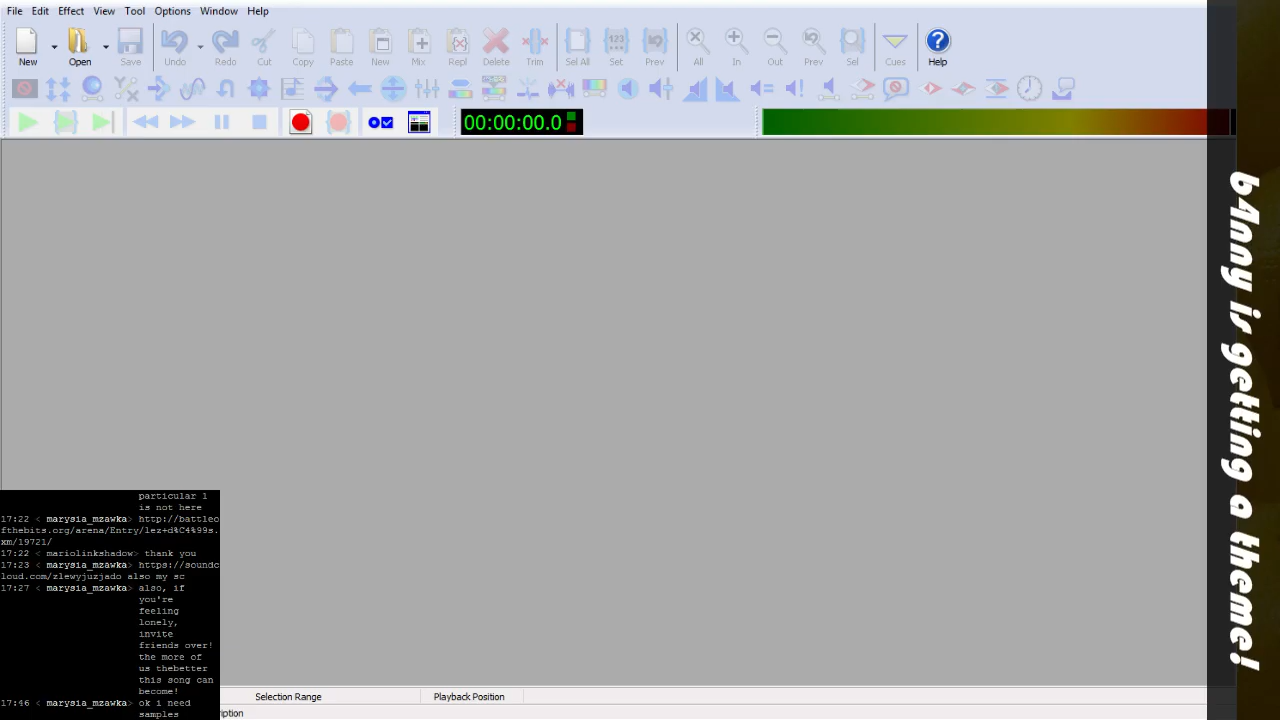 File Edit Effect View Tool Options Window Help
New Open Save Undo Redo Cut Copy Paste New Mix Repl Delete Trim Sel All Set Prev All In Out Prev Sel Cues Help
00:00:00.0
b4nny is getting a theme!
particular l
is not here
17:22 < marysia_mzawka> http://battleo
fthebits.org/arena/Entry/lez+d%C4%99s.
xm/19721/
17:22 < mariolinkshadow> thank you
17:23 < marysia_mzawka> https://soundc
loud.com/zlewyjuzjado also my sc
17:27 < marysia_mzawka> also, if
you're
feeling
lonely,
invite
friends over!
the more of
us thebetter
this song can
become!
17:46 < marysia_mzawka> ok i need
samples
Selection Range Playback Position
iption